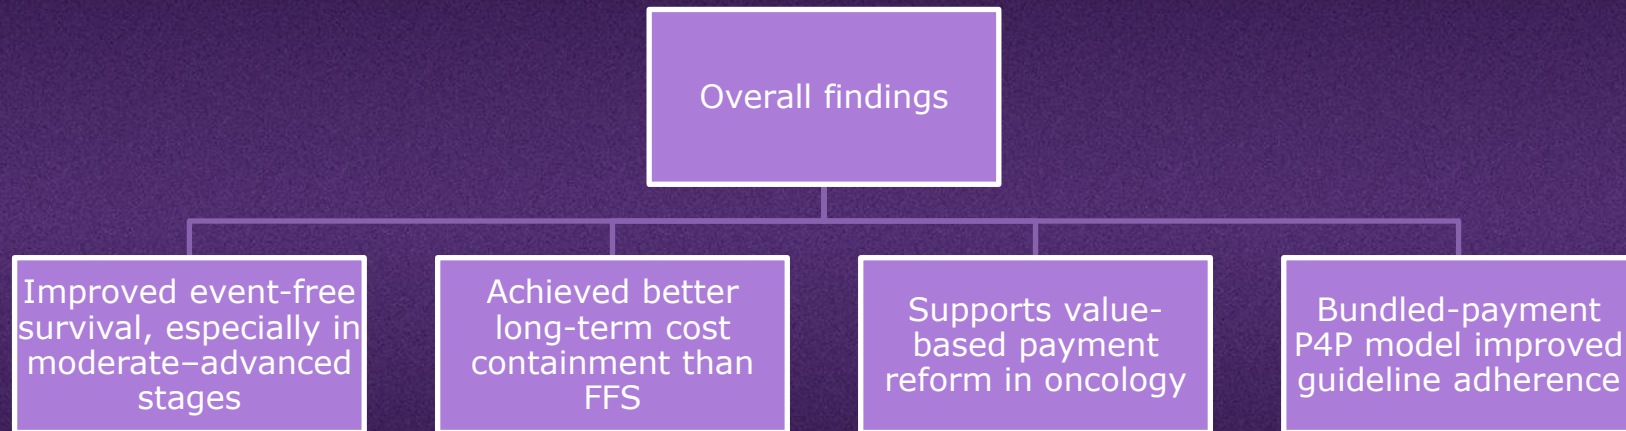 Overall findings
Improved event-free
survival, especially in
moderate–advanced
stages
Achieved better
long-term cost
containment than
FFS
Supports value-
based payment
reform in oncology
Bundled-payment
P4P model improved
guideline adherence